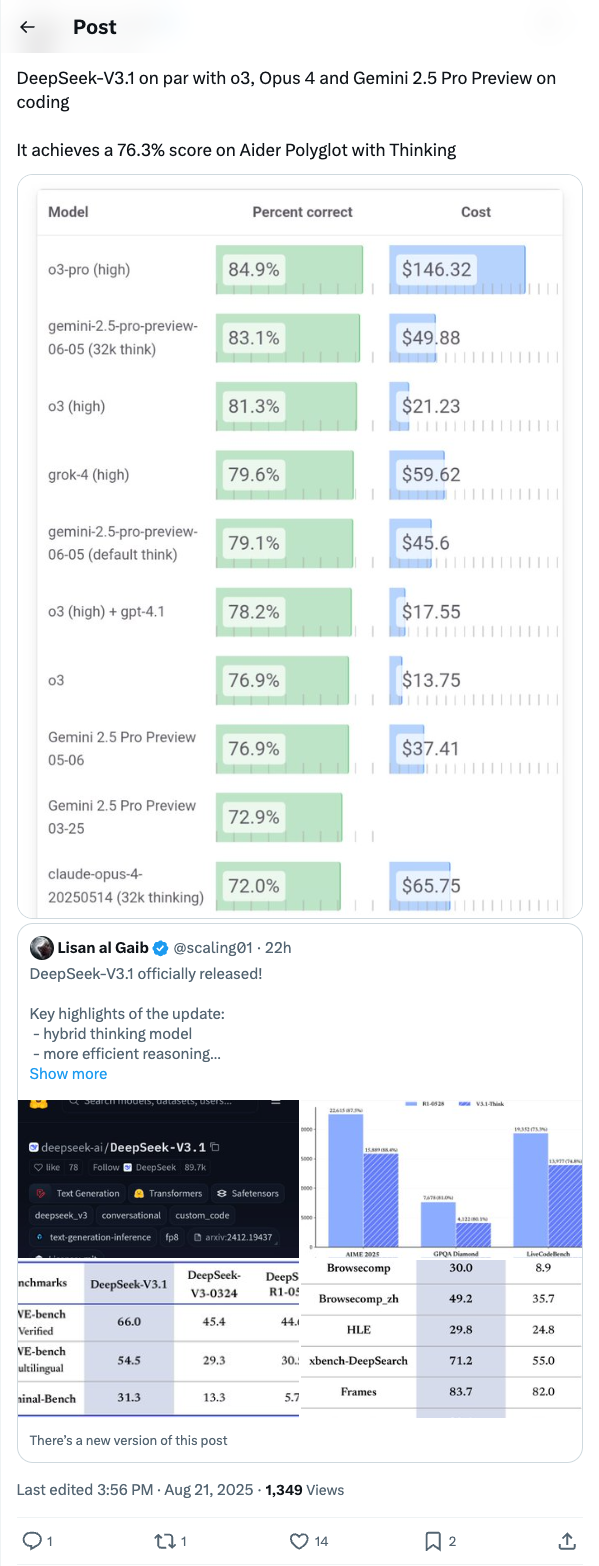 Post
DeepSeek-V3.1 on par with o3, Opus 4 and Gemini 2.5 Pro Preview on
coding
It achieves a 76.3% score on Aider Polyglot with Thinking
Model Percent correct Cost
o3-pro (high) 84.9% $146.32
gemini-2.5-pro-preview-
06-05 (32k think) 83.1% $49.88
o3 (high) 81.3% $21.23
grok-4 (high) 79.6% $59.62
gemini-2.5-pro-preview-
06-05 (default think) 79.1% $45.6
o3 (high) + gpt-4.1 78.2% $17.55
o3 76.9% $13.75
Gemini 2.5 Pro Preview
05-06 76.9% $37.41
Gemini 2.5 Pro Preview
03-25 72.9%
claude-opus-4-
20250514 (32k thinking) 72.0% $65.75
Lisan al Gaib @scaling01 · 22h
DeepSeek-V3.1 officially released!
Key highlights of the update:
- hybrid thinking model
- more efficient reasoning...
Show more
Search models, datasets, users...
deepseek-ai/DeepSeek-V3.1
like 78 Follow DeepSeek 89.7k
Text Generation Transformers Safetensors
deepseek_v3 conversational custom_code
text-generation-inference fp8 arxiv:2412.19437
nchmarks DeepSeek-V3.1 DeepSeek-
V3-0324 DeepS
R1-05
WE-bench
Verified 66.0 45.4 44.
WE-bench
ultilingual 54.5 29.3 30.
minal-Bench 31.3 13.3 5.7
R1-0528 V3.1-Think
22,615 (87.5%)
15,889 (88.4%)
7,678 (81.0%)
4,122 (80.1%)
19,352 (73.3%)
13,977 (74.8%)
0
AIME 2025 GPQA Diamond LiveCodeBench
Browsecomp 30.0 8.9
Browsecomp_zh 49.2 35.7
HLE 29.8 24.8
xbench-DeepSearch 71.2 55.0
Frames 83.7 82.0
There's a new version of this post
Last edited 3:56 PM · Aug 21, 2025 · 1,349 Views
1 1 14 2